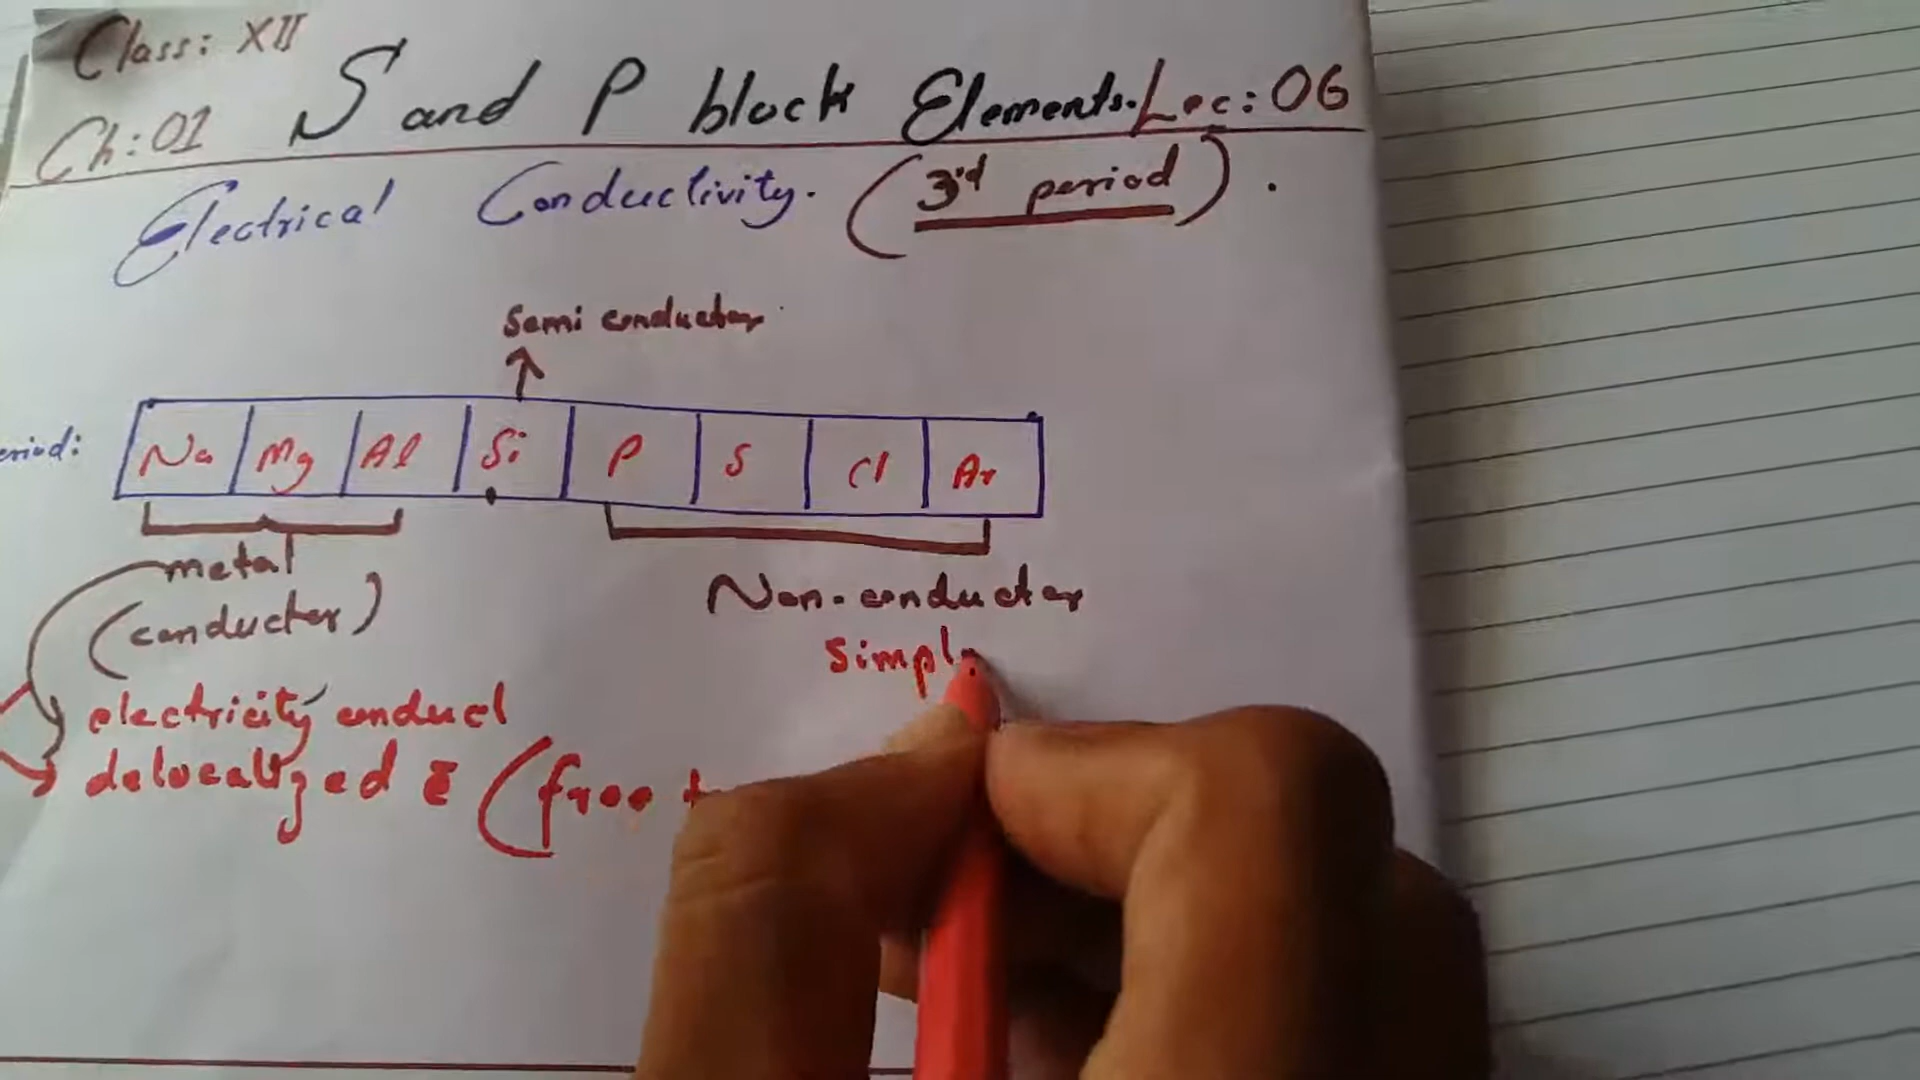 Class: XII
Ch: 01 S and P block Elements. Lec: 06
Electrical Conductivity. (3rd period).
Semi conductor
eriod: Na Mg Al Si P S Cl Ar
metal
(conductor)
Non-conductor
Simpl
electricity conduct
delocalized e (free t